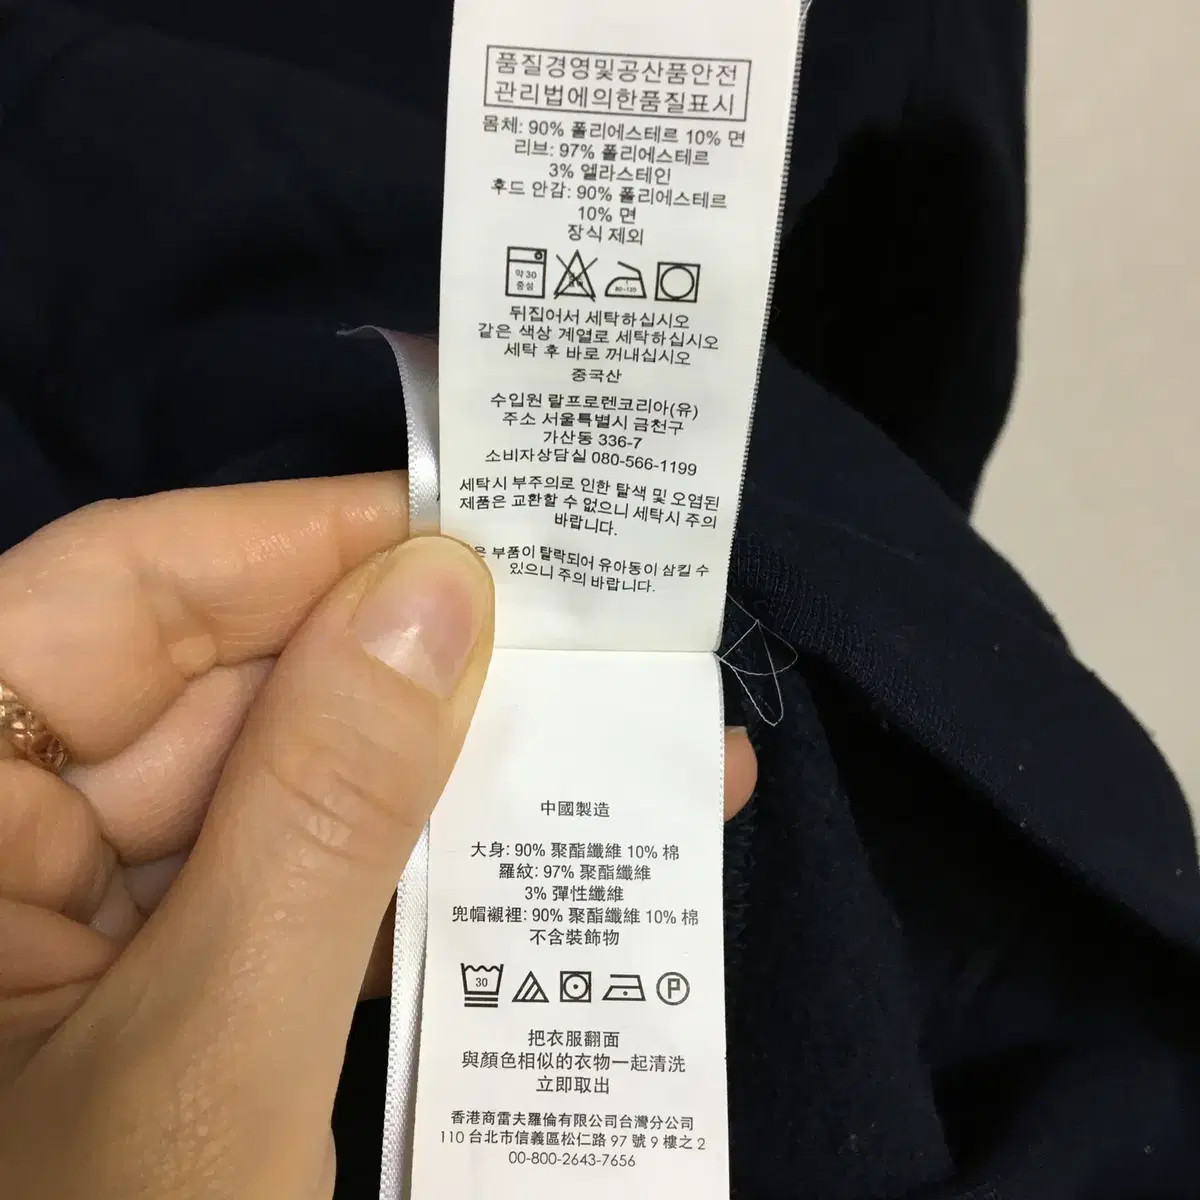 품질경영및공산품안전
관리법에의한품질표시
몸체: 90% 폴리에스테르 10% 면
리브: 97% 폴리에스테르
3% 엘라스테인
후드 안감: 90% 폴리에스테르
10% 면
장식 제외
약 30
중성
80~120
뒤집어서 세탁하십시오
같은 색상 계열로 세탁하십시오
세탁 후 바로 꺼내십시오
중국산
수입원 랄프로렌코리아(유)
주소 서울특별시 금천구
가산동 336-7
소비자상담실 080-566-1199
세탁시 부주의로 인한 탈색 및 오염된
제품은 교환할 수 없으니 세탁시 주의
바랍니다.
부품이 탈락되어 유아동이 삼킬 수
있으니 주의 바랍니다.
中國製造
大身: 90% 聚酯纖維 10% 棉
羅紋: 97% 聚酯纖維
3% 彈性纖維
兜帽襯裡: 90% 聚酯纖維 10% 棉
不含裝飾物
30
P
把衣服翻面
與顏色相似的衣物一起清洗
立即取出
香港商雷夫羅倫有限公司台灣分公司
110 台北市信義區松仁路 97 號 9 樓之 2
00-800-2643-7656